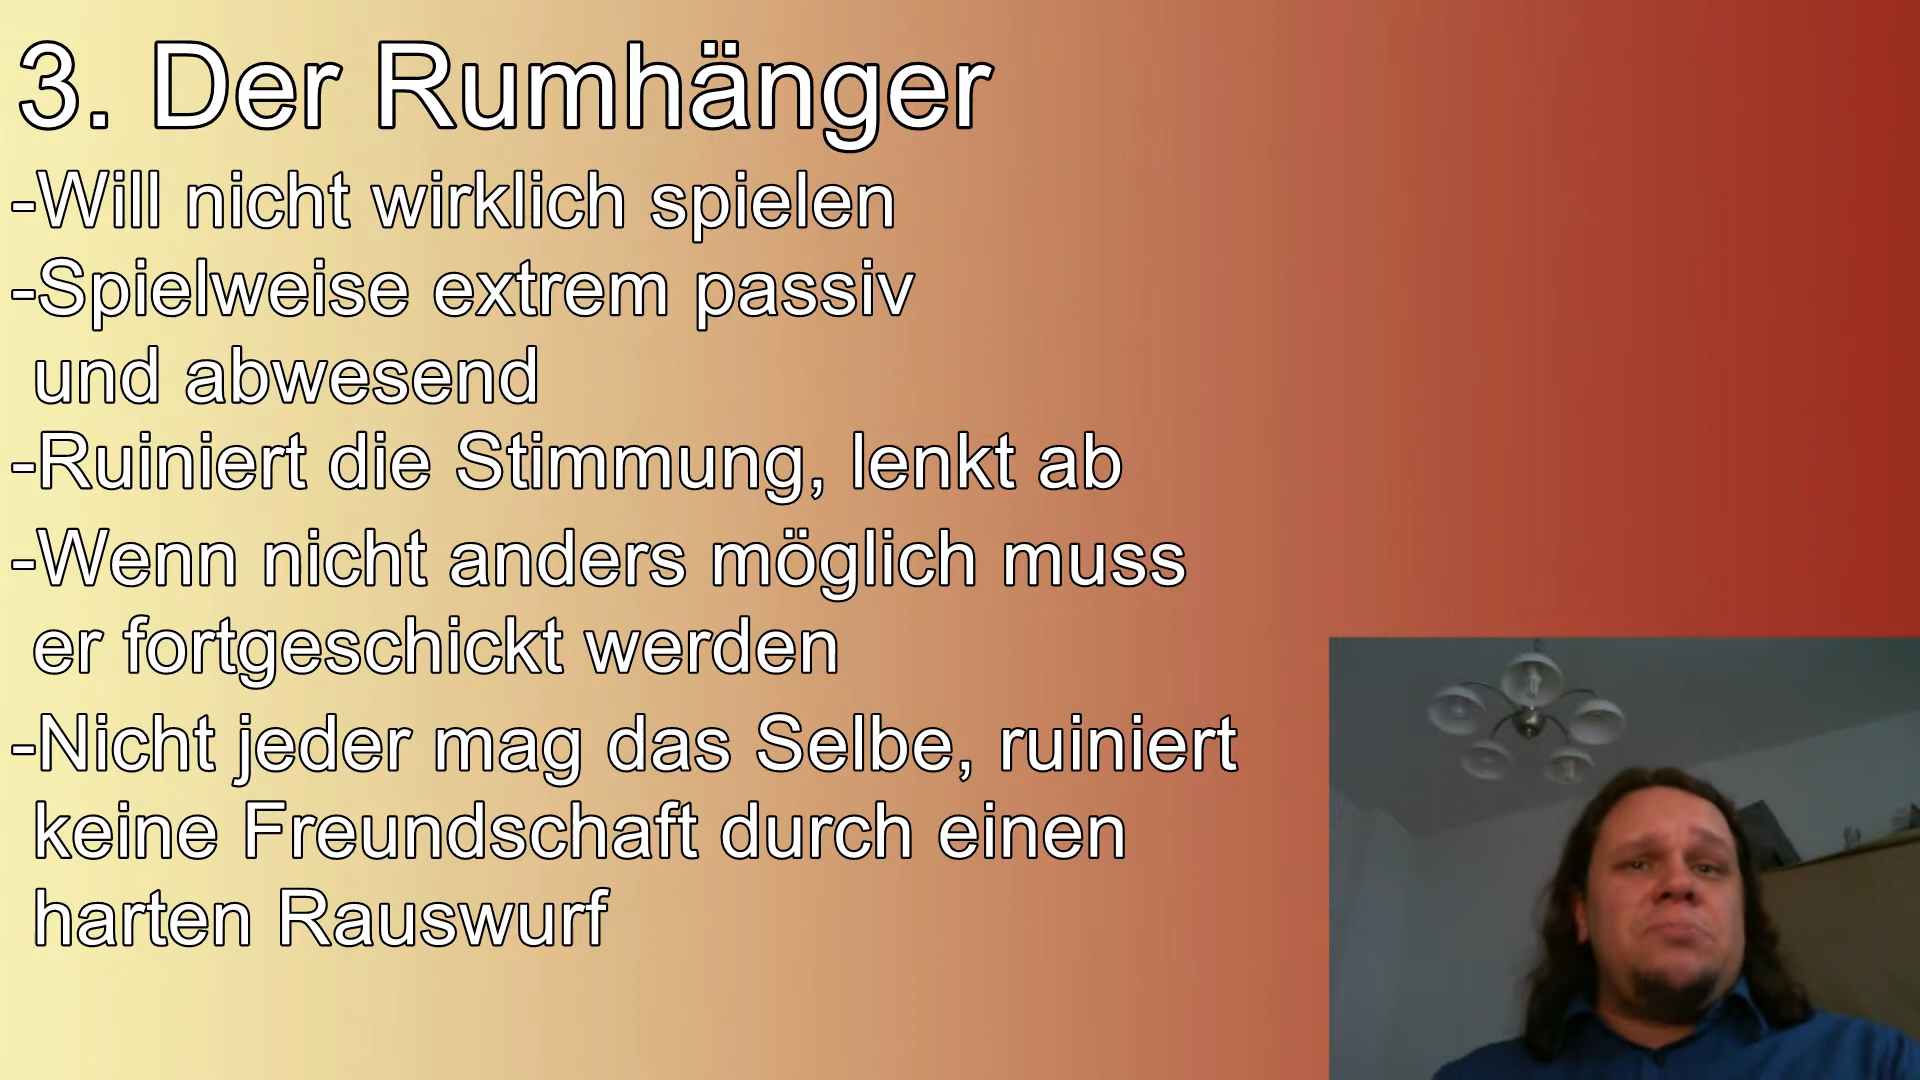 3. Der Rumhänger
-Will nicht wirklich spielen
-Spielweise extrem passiv
und abwesend
-Ruiniert die Stimmung, lenkt ab
-Wenn nicht anders möglich muss
er fortgeschickt werden
-Nicht jeder mag das Selbe, ruiniert
keine Freundschaft durch einen
harten Rauswurf